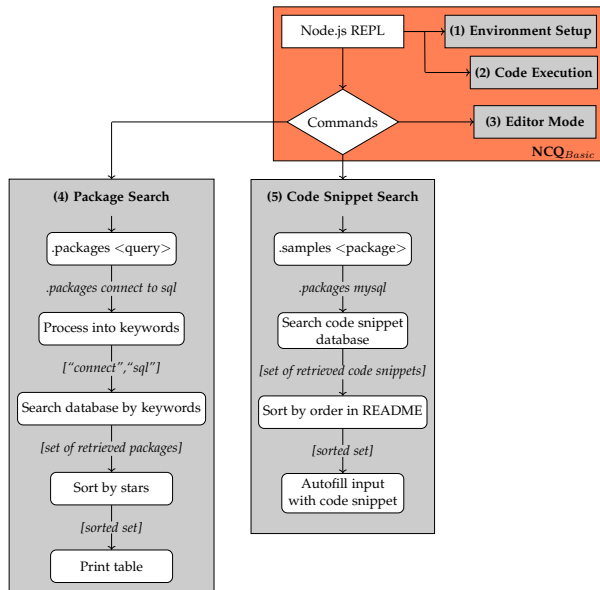 Node.js REPL
(1) Environment Setup
(2) Code Execution
Commands
(3) Editor Mode
NCQBasic
(4) Package Search
.packages <query>
.packages connect to sql
Process into keywords
[“connect”,“sql”]
Search database by keywords
[set of retrieved packages]
Sort by stars
[sorted set]
Print table
(5) Code Snippet Search
.samples <package>
.packages mysql
Search code snippet
database
[set of retrieved code snippets]
Sort by order in README
[sorted set]
Autofill input
with code snippet